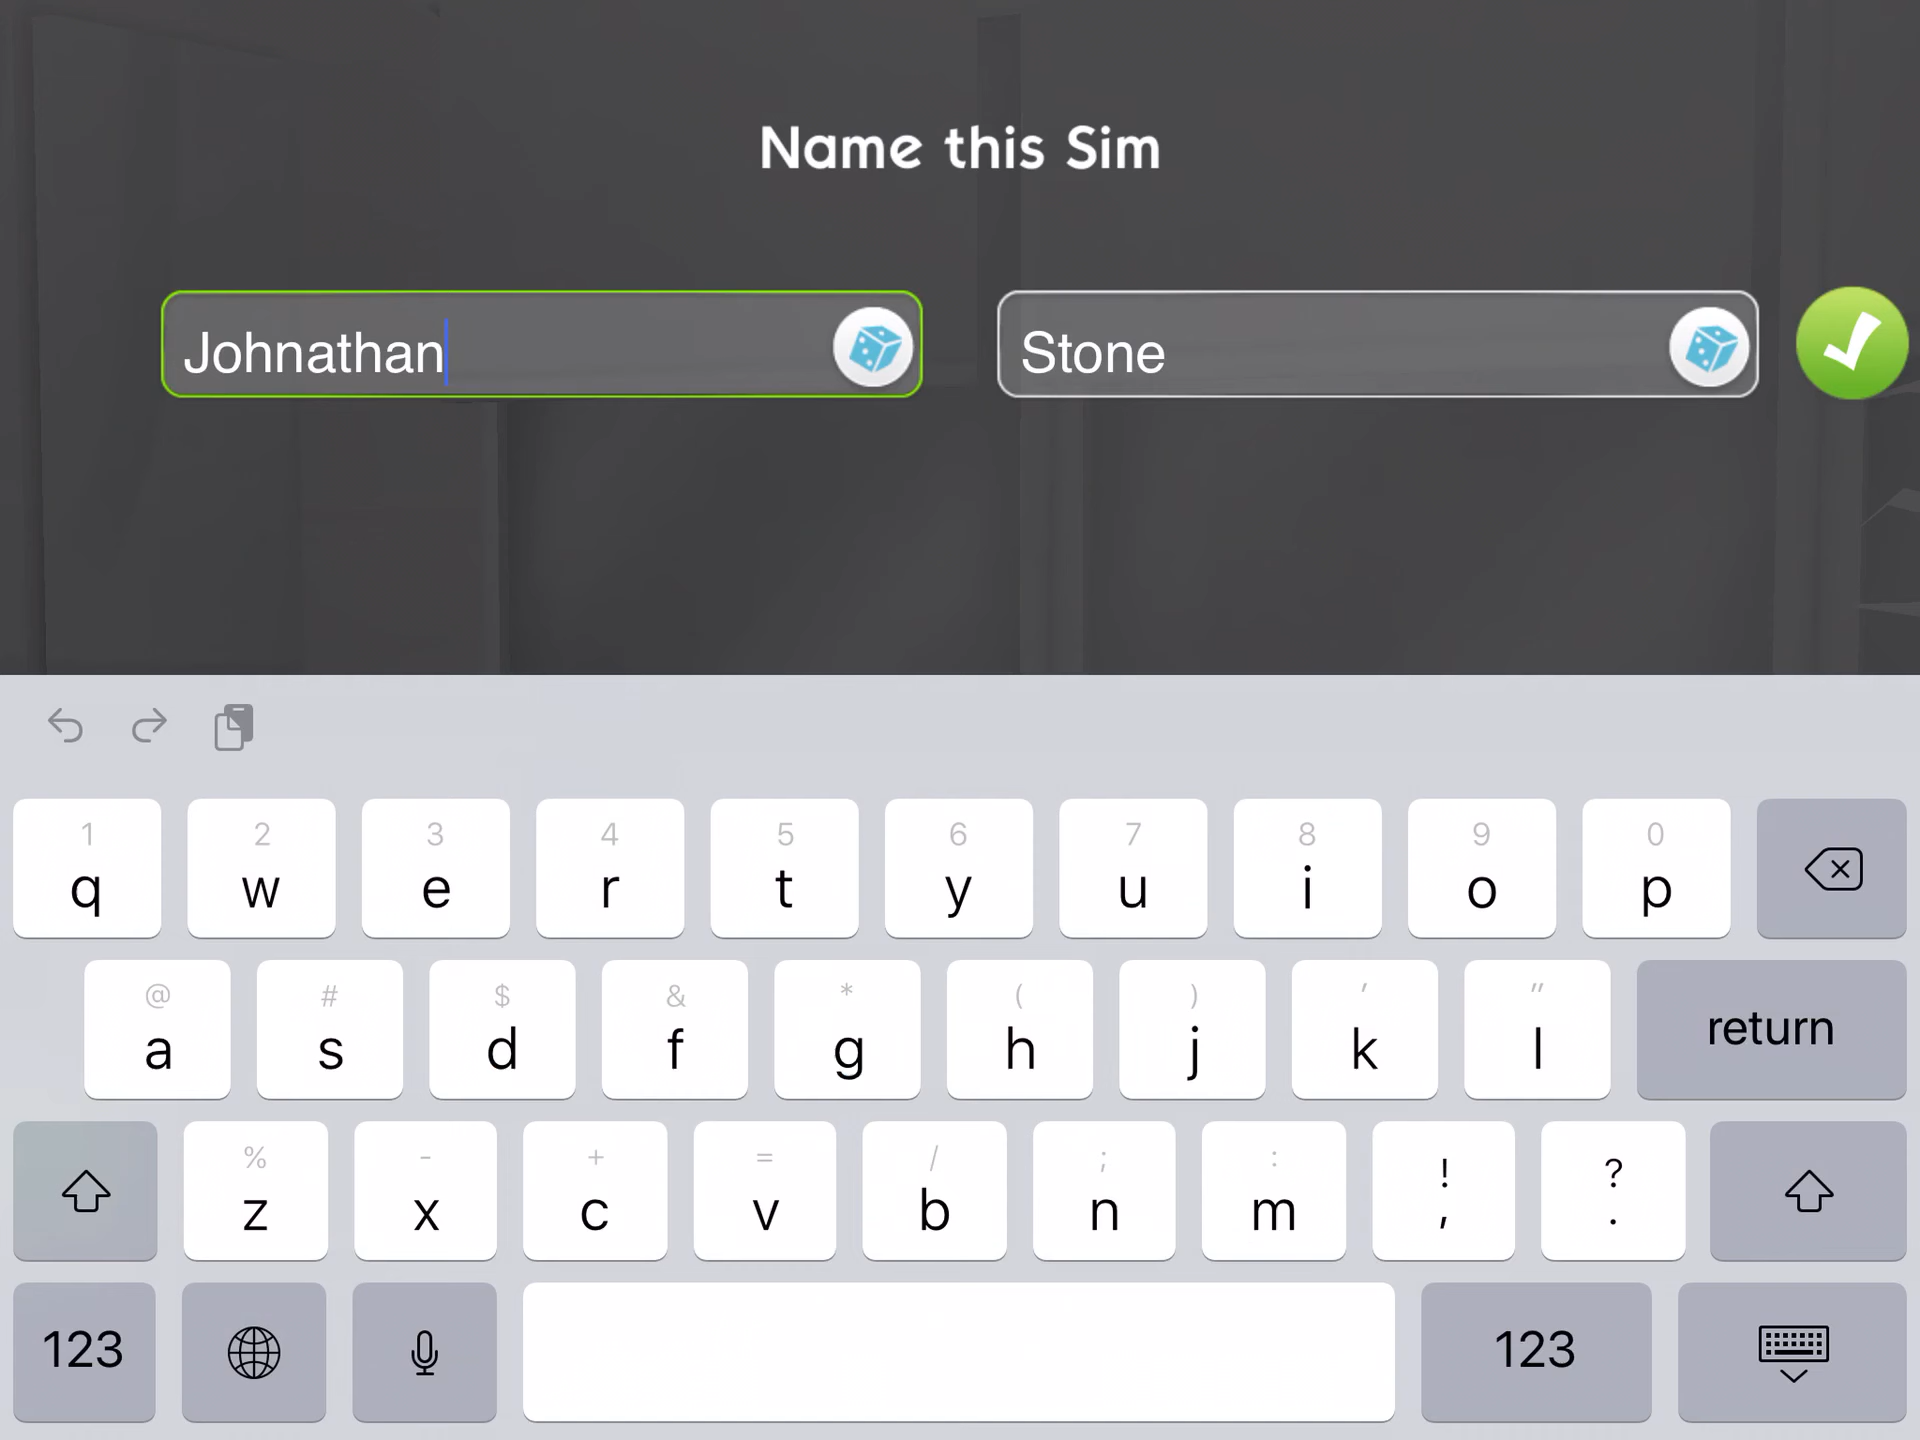 Name this Sim
Johnathan Stone
1 2 3 4 5 6 7 8 9 0
q w e r t y u i o p
@ # $ & * ( ) ' "
a s d f g h j k l return
% - + = / ; : ! ?
z x c v b n m , .
123 123